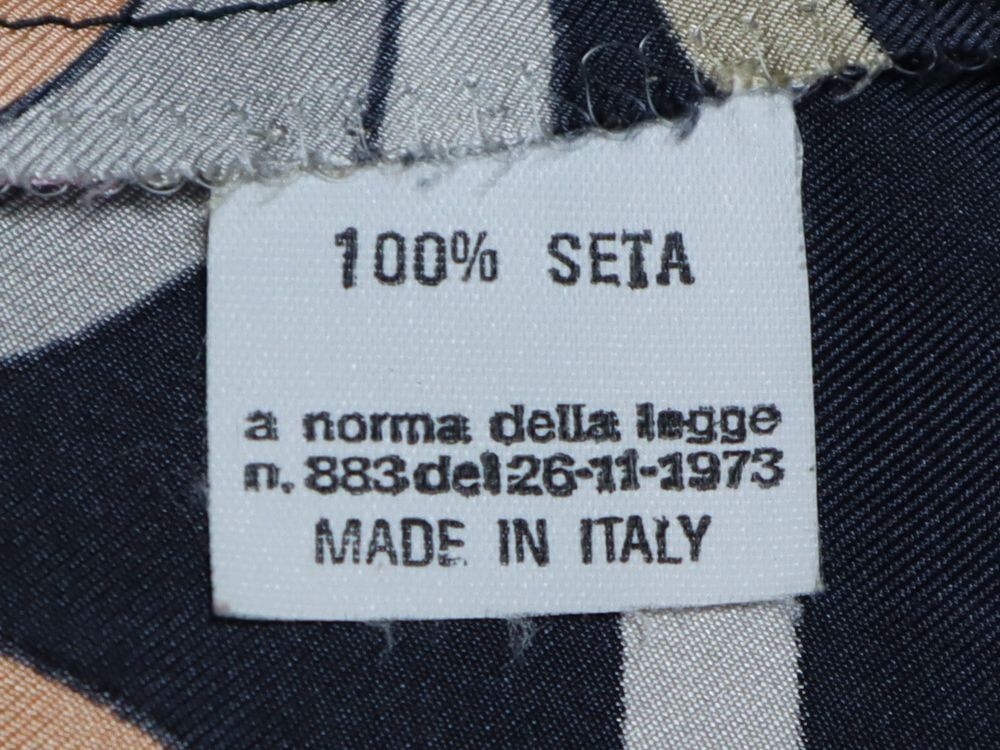 100% SETA
a norma della legge
n. 883 del 26-11-1973
MADE IN ITALY